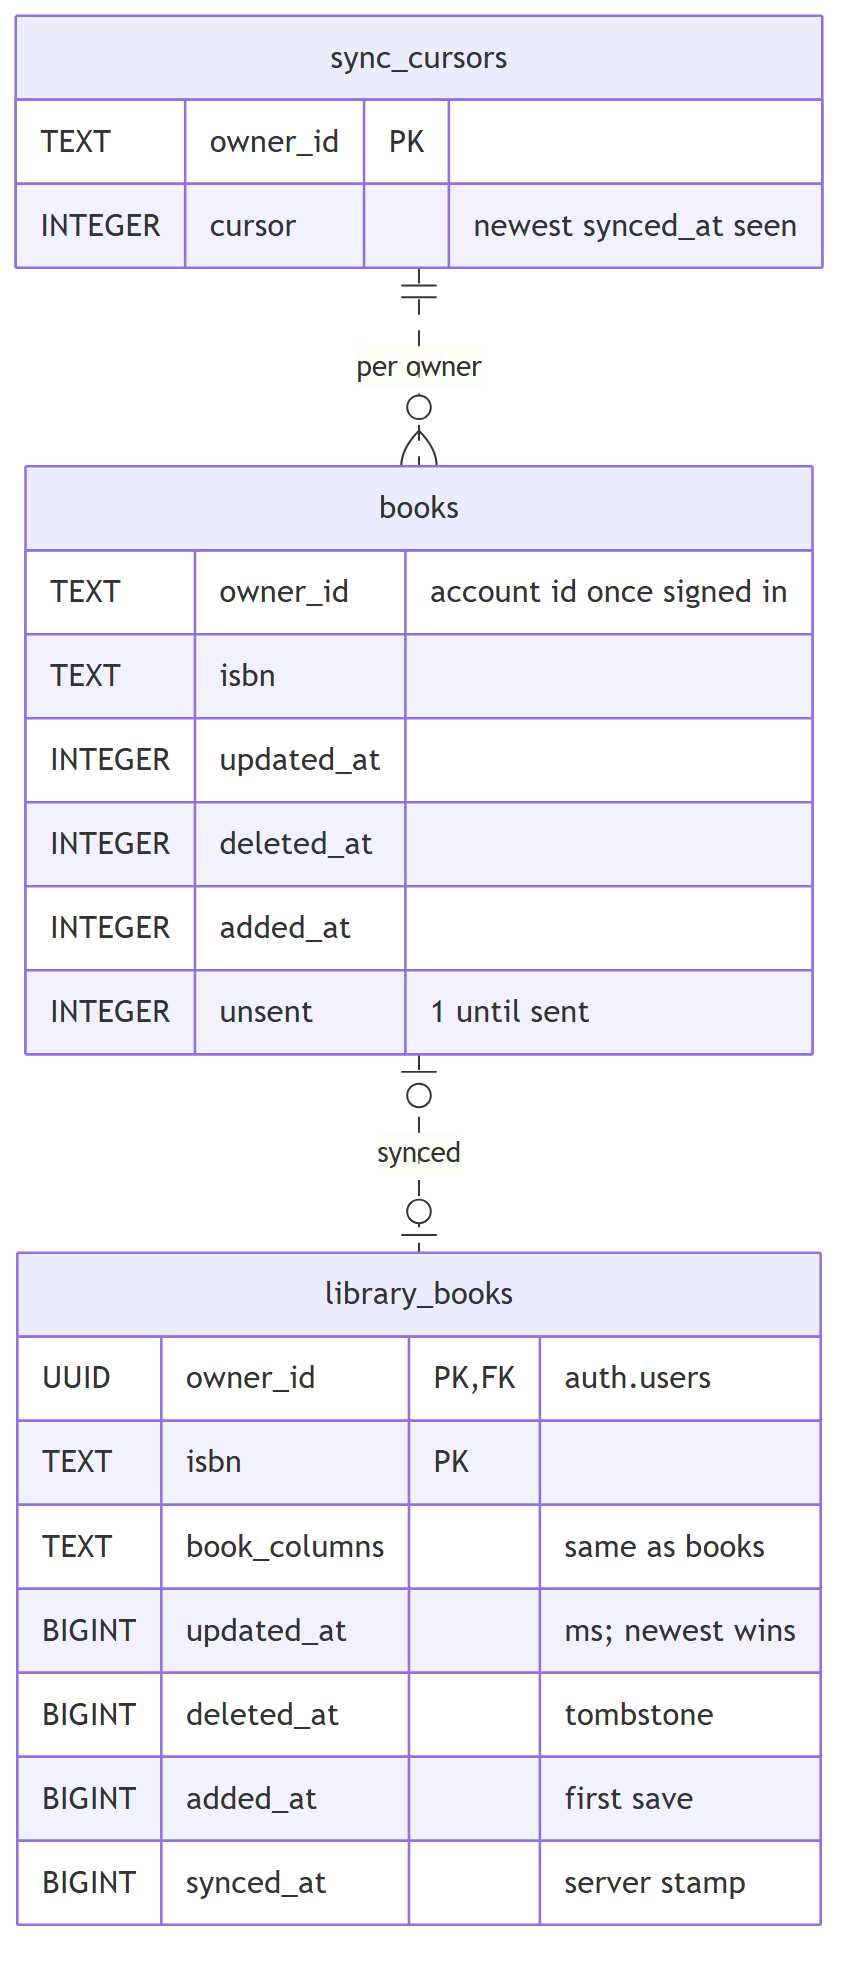 sync_cursors
TEXT owner_id PK
INTEGER cursor newest synced_at seen
per owner
books
TEXT owner_id account id once signed in
TEXT isbn
INTEGER updated_at
INTEGER deleted_at
INTEGER added_at
INTEGER unsent 1 until sent
synced
library_books
UUID owner_id PK,FK auth.users
TEXT isbn PK
TEXT book_columns same as books
BIGINT updated_at ms; newest wins
BIGINT deleted_at tombstone
BIGINT added_at first save
BIGINT synced_at server stamp